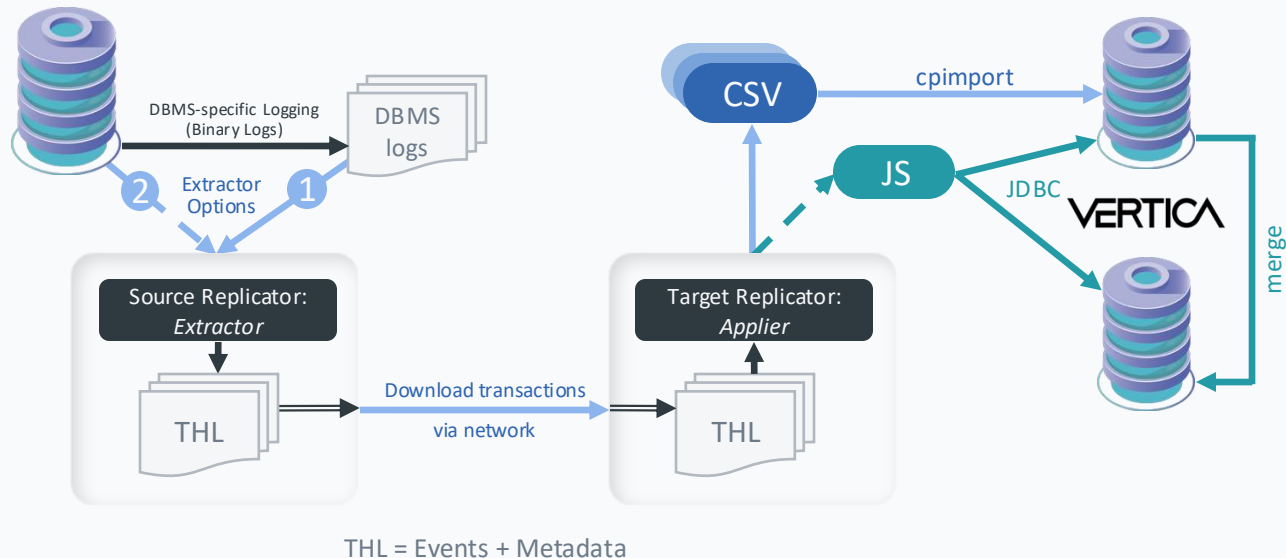 DBMS-specific Logging
(Binary Logs)
DBMS
logs
2
Extractor
Options
1
CSV
cpimport
JS
JDBC
VERTICA
merge
Source Replicator:
Extractor
THL
Download transactions
via network
Target Replicator:
Applier
THL
THL = Events + Metadata